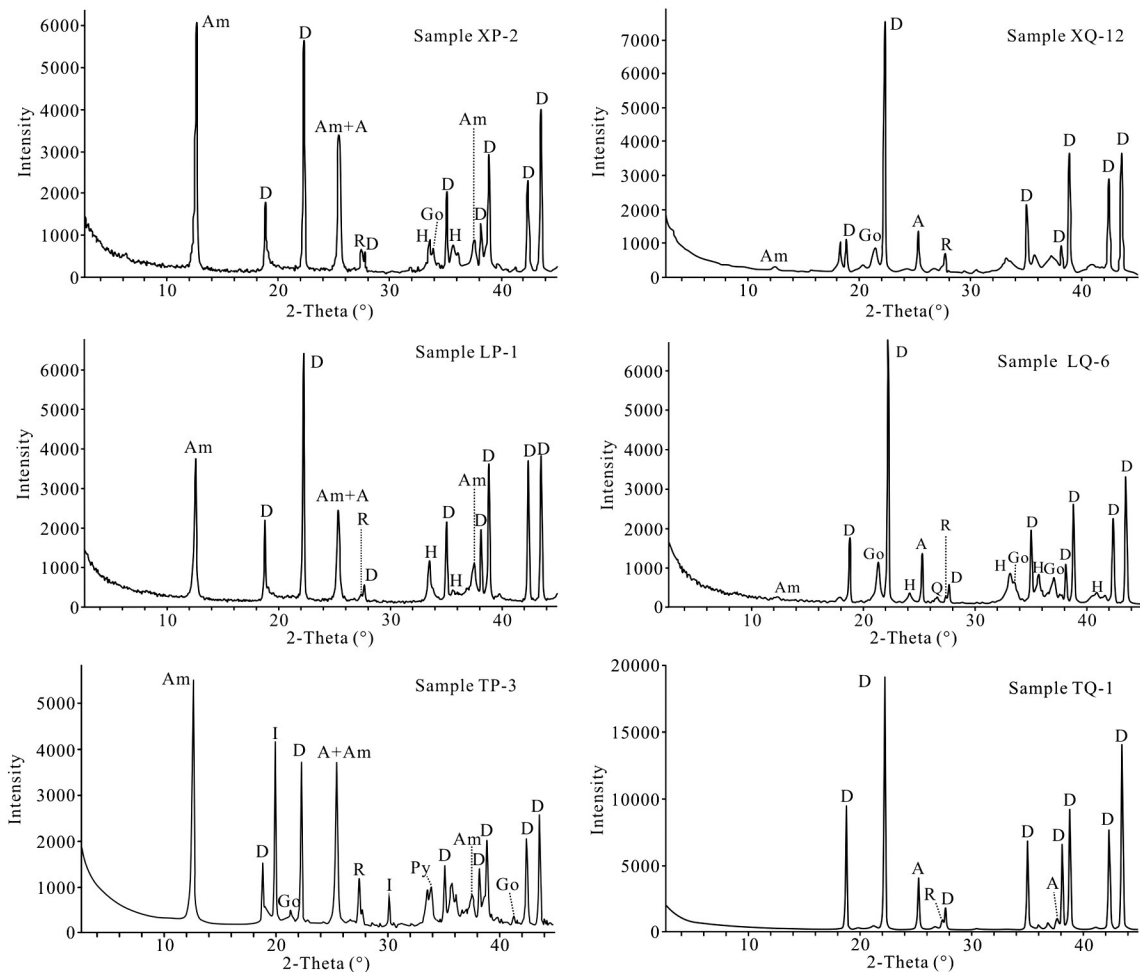 Sample XP-2
Intensity
6000
5000
4000
3000
2000
1000
0
Am
D
D
Am+A
R
D
H
Go
D
H
Am
D
D
D
D
10
20
30
40
2-Theta (°)
Sample XQ-12
Intensity
7000
6000
5000
4000
3000
2000
1000
0
Am
D
Go
D
A
R
D
D
D
D
D
10
20
30
40
2-Theta(°)
Sample LP-1
Intensity
6000
5000
4000
3000
2000
1000
0
Am
D
D
Am+A
R
D
H
D
H
Am
D
D
D
D
10
20
30
40
2-Theta (°)
Sample LQ-6
Intensity
6000
5000
4000
3000
2000
1000
0
Am
D
Go
D
H
A
Q
R
D
H
Go
D
H
Go
D
D
H
D
D
10
20
30
40
2-Theta (°)
Sample TP-3
Intensity
5000
4000
3000
2000
1000
0
Am
D
I
Go
D
A+Am
R
I
Py
D
Am
D
D
Go
D
D
10
20
30
40
2-Theta (°)
Sample TQ-1
Intensity
20000
15000
10000
5000
0
D
D
A
R
D
D
A
D
D
D
D
10
20
30
40
2-Theta (°)